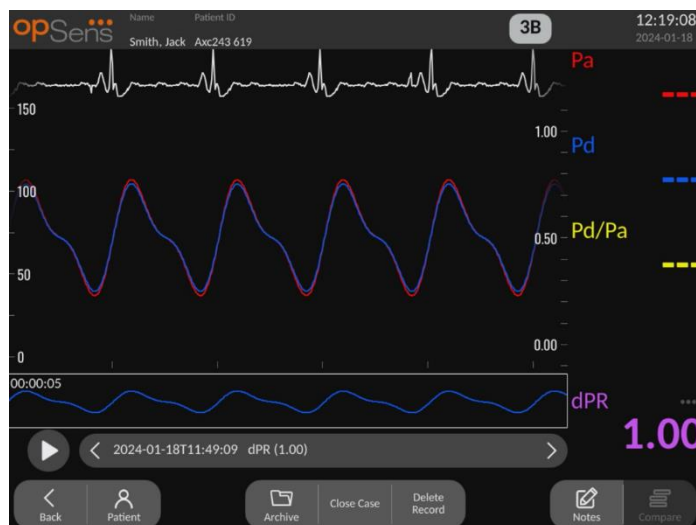 opSens
Name Patient ID
Smith, Jack Axc243 619
3B
12:19:08
2024-01-18
Pa
150
1.00
Pd
100
Pd/Pa
0.50
50
0.00
0
00:00:05
dPR
1.00
2024-01-18T11:49:09 dPR (1.00)
Back
Patient
Archive
Close Case
Delete
Record
Notes
Compare